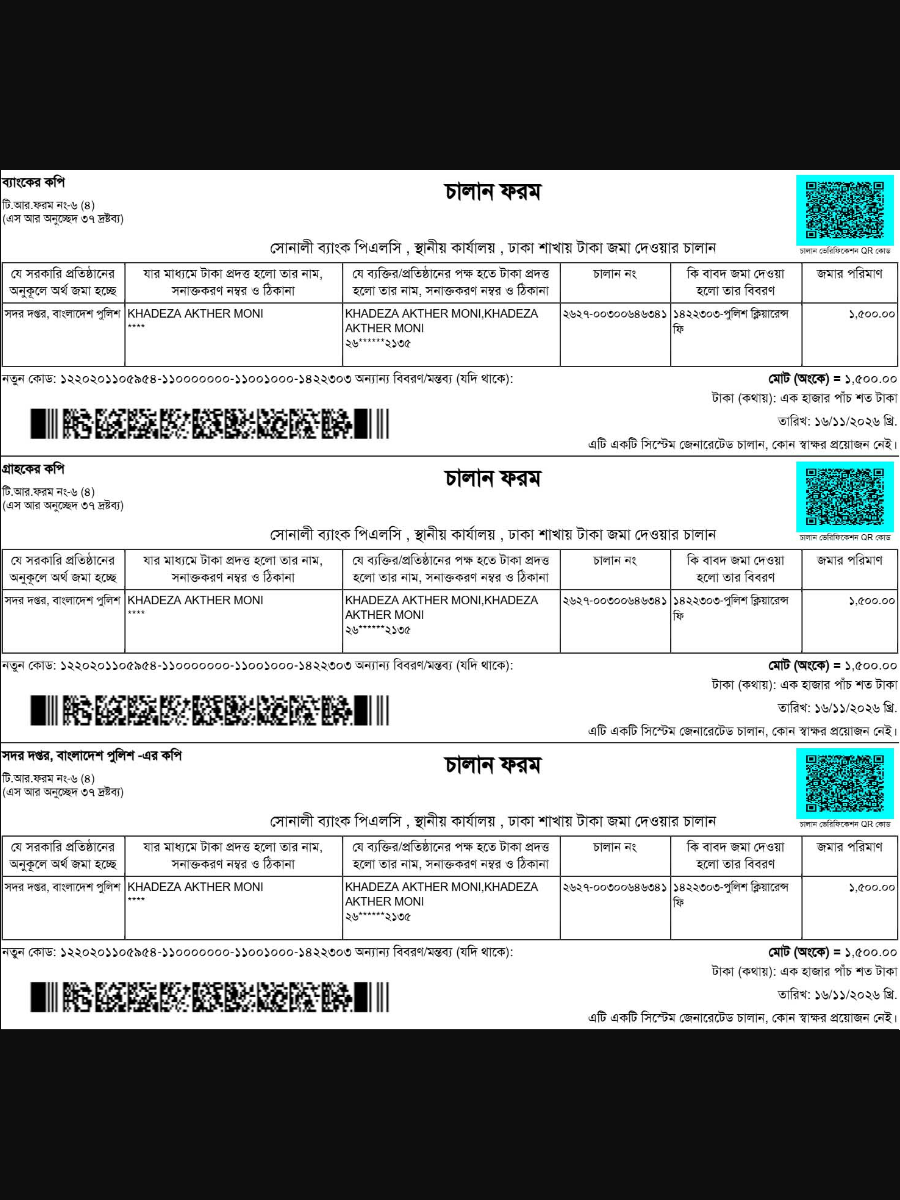 ব্যাংকের কপি
টি.আর.ফরম নং-৬ (৪)
(এস আর অনুচ্ছেদ ৩৭ দ্রষ্টব্য)
চালান ফরম
চালান ভেরিফিকেশন QR কোড
সোনালী ব্যাংক পিএলসি , স্থানীয় কার্যালয় , ঢাকা শাখায় টাকা জমা দেওয়ার চালান
যে সরকারি প্রতিষ্ঠানের অনুকূলে অর্থ জমা হচ্ছে
যার মাধ্যমে টাকা প্রদত্ত হলো তার নাম, সনাক্তকরণ নম্বর ও ঠিকানা
যে ব্যক্তির/প্রতিষ্ঠানের পক্ষ হতে টাকা প্রদত্ত হলো তার নাম, সনাক্তকরণ নম্বর ও ঠিকানা
চালান নং
কি বাবদ জমা দেওয়া হলো তার বিবরণ
জমার পরিমাণ
সদর দপ্তর, বাংলাদেশ পুলিশ
KHADEZA AKTHER MONI
****
KHADEZA AKTHER MONI,KHADEZA
AKTHER MONI
২৬******২১৩৫
২৬২৭-০০৩০০৬৪৬৩৪১
১৪২২৩০৩-পুলিশ ক্লিয়ারেন্স
ফি
১,৫০০.০০
নতুন কোড: ১২২০২০১১০৫৯৫৪-১১০০০০০০০-১১০০১০০০-১৪২২৩০৩ অন্যান্য বিবরণ/মন্তব্য (যদি থাকে):
মোট (অংকে) = ১,৫০০.০০
টাকা (কথায়): এক হাজার পাঁচ শত টাকা
তারিখ: ১৬/১১/২০২৬ খ্রি.
এটি একটি সিস্টেম জেনারেটেড চালান, কোন স্বাক্ষর প্রয়োজন নেই।
গ্রাহকের কপি
টি.আর.ফরম নং-৬ (৪)
(এস আর অনুচ্ছেদ ৩৭ দ্রষ্টব্য)
চালান ফরম
চালান ভেরিফিকেশন QR কোড
সোনালী ব্যাংক পিএলসি , স্থানীয় কার্যালয় , ঢাকা শাখায় টাকা জমা দেওয়ার চালান
যে সরকারি প্রতিষ্ঠানের অনুকূলে অর্থ জমা হচ্ছে
যার মাধ্যমে টাকা প্রদত্ত হলো তার নাম, সনাক্তকরণ নম্বর ও ঠিকানা
যে ব্যক্তির/প্রতিষ্ঠানের পক্ষ হতে টাকা প্রদত্ত হলো তার নাম, সনাক্তকরণ নম্বর ও ঠিকানা
চালান নং
কি বাবদ জমা দেওয়া হলো তার বিবরণ
জমার পরিমাণ
সদর দপ্তর, বাংলাদেশ পুলিশ
KHADEZA AKTHER MONI
****
KHADEZA AKTHER MONI,KHADEZA
AKTHER MONI
২৬******২১৩৫
২৬২৭-০০৩০০৬৪৬৩৪১
১৪২২৩০৩-পুলিশ ক্লিয়ারেন্স
ফি
১,৫০০.০০
নতুন কোড: ১২২০২০১১০৫৯৫৪-১১০০০০০০০-১১০০১০০০-১৪২২৩০৩ অন্যান্য বিবরণ/মন্তব্য (যদি থাকে):
মোট (অংকে) = ১,৫০০.০০
টাকা (কথায়): এক হাজার পাঁচ শত টাকা
তারিখ: ১৬/১১/২০২৬ খ্রি.
এটি একটি সিস্টেম জেনারেটেড চালান, কোন স্বাক্ষর প্রয়োজন নেই।
সদর দপ্তর, বাংলাদেশ পুলিশ -এর কপি
টি.আর.ফরম নং-৬ (৪)
(এস আর অনুচ্ছেদ ৩৭ দ্রষ্টব্য)
চালান ফরম
চালান ভেরিফিকেশন QR কোড
সোনালী ব্যাংক পিএলসি , স্থানীয় কার্যালয় , ঢাকা শাখায় টাকা জমা দেওয়ার চালান
যে সরকারি প্রতিষ্ঠানের অনুকূলে অর্থ জমা হচ্ছে
যার মাধ্যমে টাকা প্রদত্ত হলো তার নাম, সনাক্তকরণ নম্বর ও ঠিকানা
যে ব্যক্তির/প্রতিষ্ঠানের পক্ষ হতে টাকা প্রদত্ত হলো তার নাম, সনাক্তকরণ নম্বর ও ঠিকানা
চালান নং
কি বাবদ জমা দেওয়া হলো তার বিবরণ
জমার পরিমাণ
সদর দপ্তর, বাংলাদেশ পুলিশ
KHADEZA AKTHER MONI
****
KHADEZA AKTHER MONI,KHADEZA
AKTHER MONI
২৬******২১৩৫
২৬২৭-০০৩০০৬৪৬৩৪১
১৪২২৩০৩-পুলিশ ক্লিয়ারেন্স
ফি
১,৫০০.০০
নতুন কোড: ১২২০২০১১০৫৯৫৪-১১০০০০০০০-১১০০১০০০-১৪২২৩০৩ অন্যান্য বিবরণ/মন্তব্য (যদি থাকে):
মোট (অংকে) = ১,৫০০.০০
টাকা (কথায়): এক হাজার পাঁচ শত টাকা
তারিখ: ১৬/১১/২০২৬ খ্রি.
এটি একটি সিস্টেম জেনারেটেড চালান, কোন স্বাক্ষর প্রয়োজন নেই।